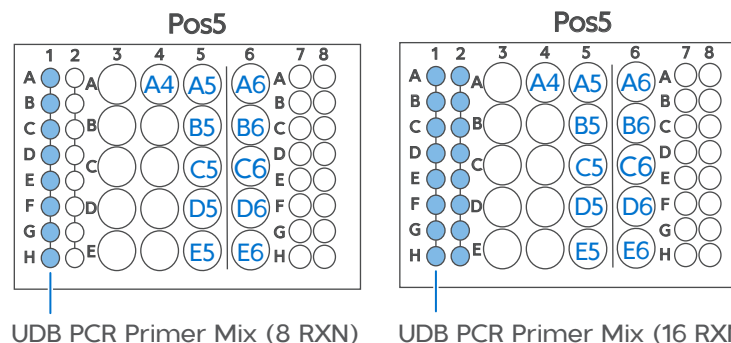 Pos5
1 2 3 4 5 6 7 8
A A A4 A5 A6 A
B B
C B B5 B6 C
D D
C C5 C6
E E
F D D5 D6 F
G G
H E E5 E6 H
UDB PCR Primer Mix (8 RXN)
Pos5
1 2 3 4 5 6 7 8
A A A4 A5 A6 A
B B
C B B5 B6 C
D D
C C5 C6
E E
F D D5 D6 F
G G
H E E5 E6 H
UDB PCR Primer Mix (16